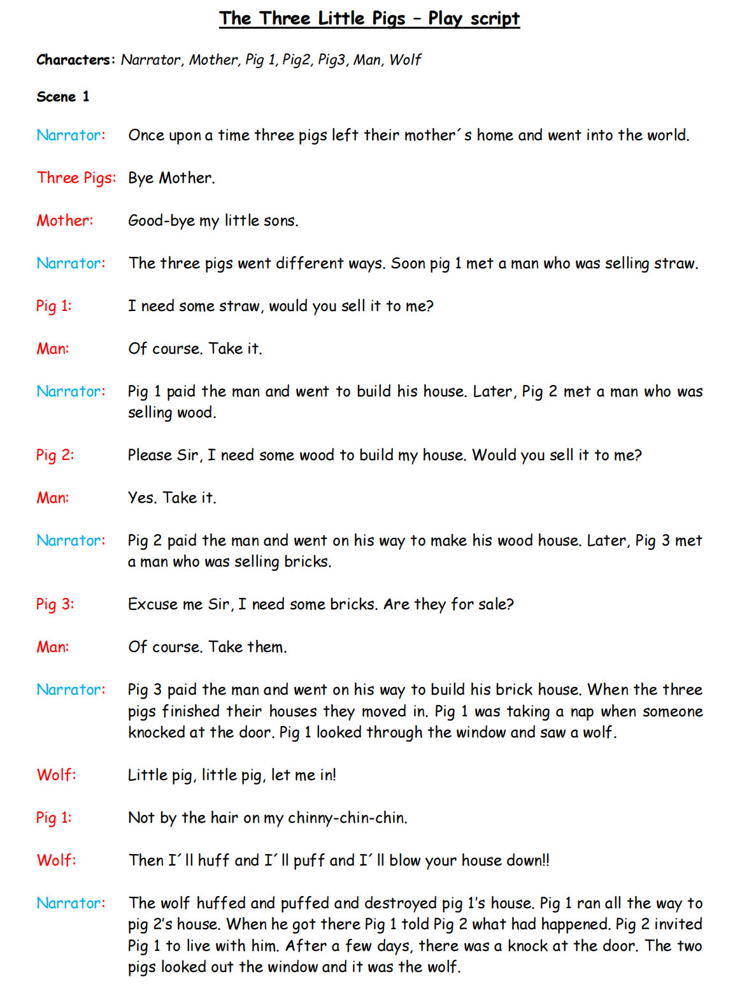 The Three Little Pigs – Play script
Characters: Narrator, Mother, Pig 1, Pig2, Pig3, Man, Wolf
Scene 1
Narrator: Once upon a time three pigs left their mother´s home and went into the world.
Three Pigs: Bye Mother.
Mother: Good-bye my little sons.
Narrator: The three pigs went different ways. Soon pig 1 met a man who was selling straw.
Pig 1: I need some straw, would you sell it to me?
Man: Of course. Take it.
Narrator: Pig 1 paid the man and went to build his house. Later, Pig 2 met a man who was
selling wood.
Pig 2: Please Sir, I need some wood to build my house. Would you sell it to me?
Man: Yes. Take it.
Narrator: Pig 2 paid the man and went on his way to make his wood house. Later, Pig 3 met
a man who was selling bricks.
Pig 3: Excuse me Sir, I need some bricks. Are they for sale?
Man: Of course. Take them.
Narrator: Pig 3 paid the man and went on his way to build his brick house. When the three
pigs finished their houses they moved in. Pig 1 was taking a nap when someone
knocked at the door. Pig 1 looked through the window and saw a wolf.
Wolf: Little pig, little pig, let me in!
Pig 1: Not by the hair on my chinny-chin-chin.
Wolf: Then I´ll huff and I´ll puff and I´ll blow your house down!!
Narrator: The wolf huffed and puffed and destroyed pig 1’s house. Pig 1 ran all the way to
pig 2’s house. When he got there Pig 1 told Pig 2 what had happened. Pig 2 invited
Pig 1 to live with him. After a few days, there was a knock at the door. The two
pigs looked out the window and it was the wolf.